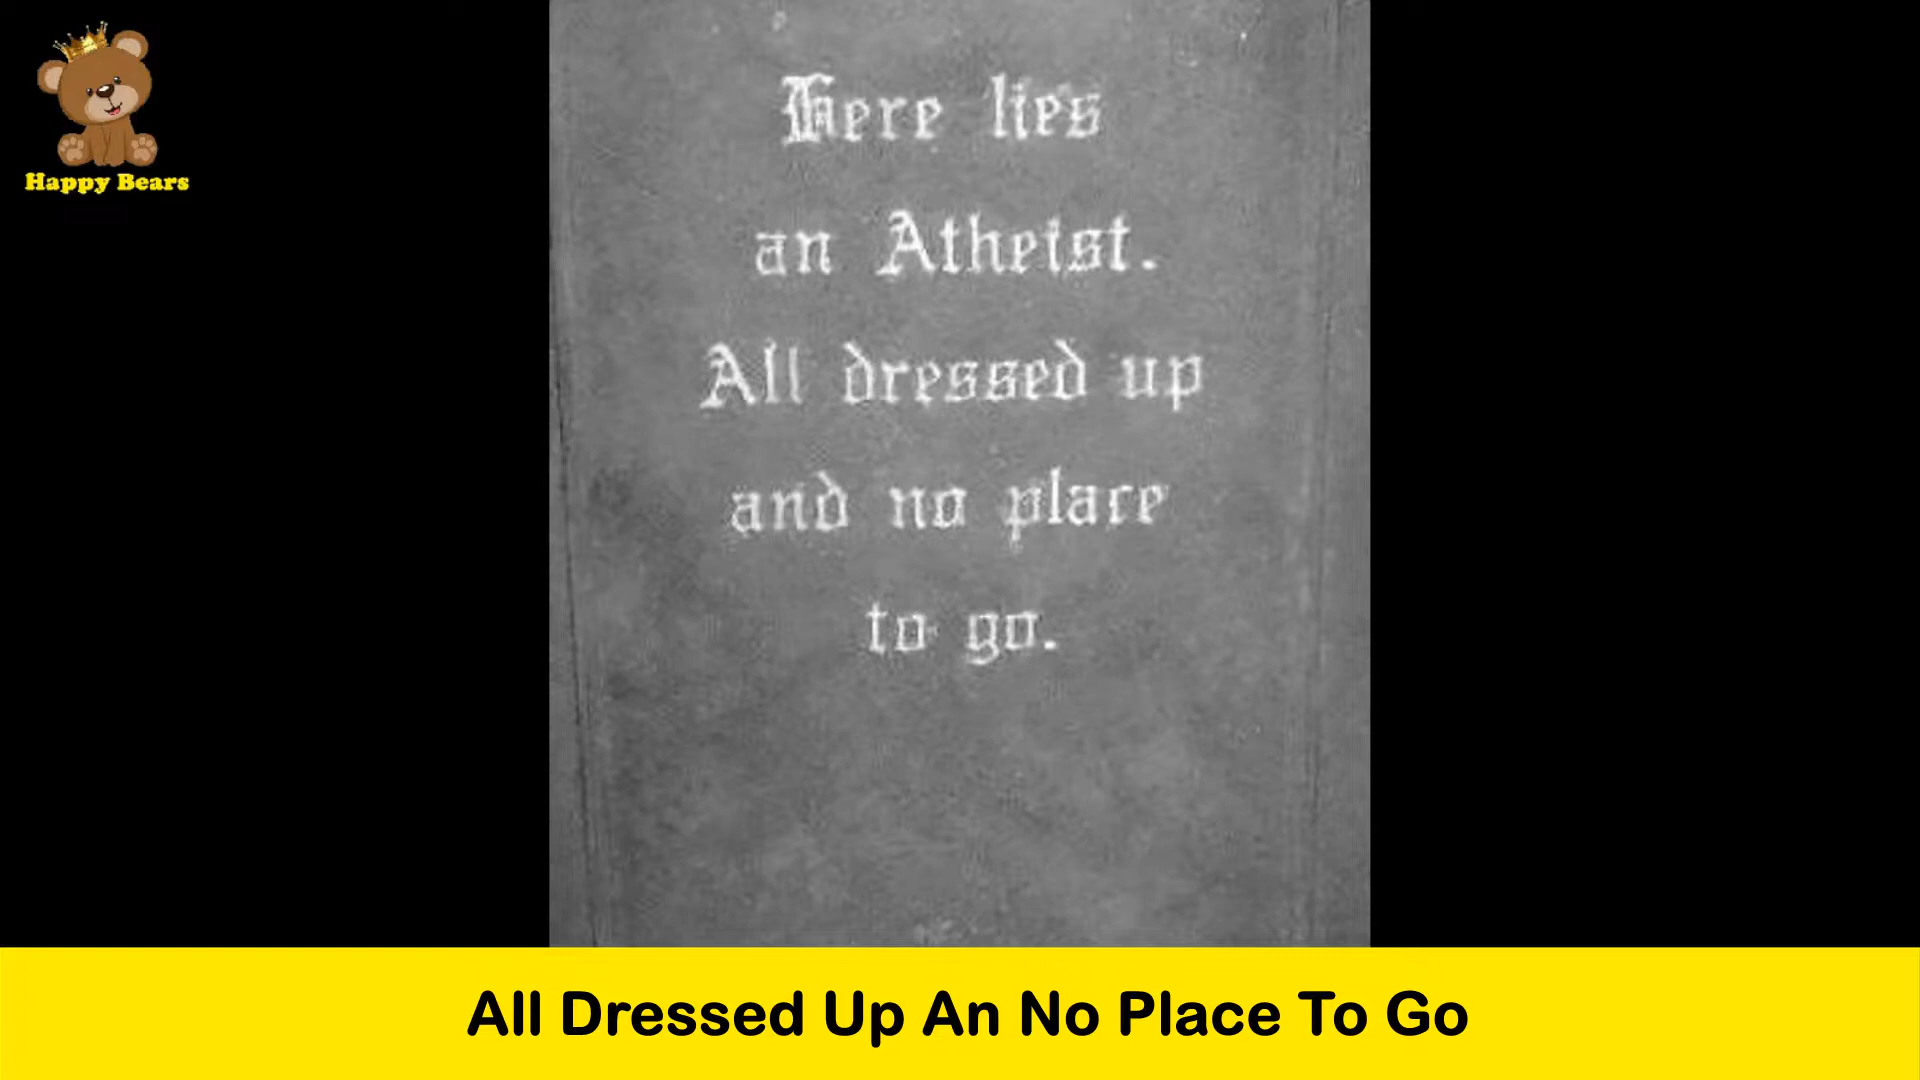 Happy Bears
Here lies
an Atheist.
All dressed up
and no place
to go.
All Dressed Up An No Place To Go